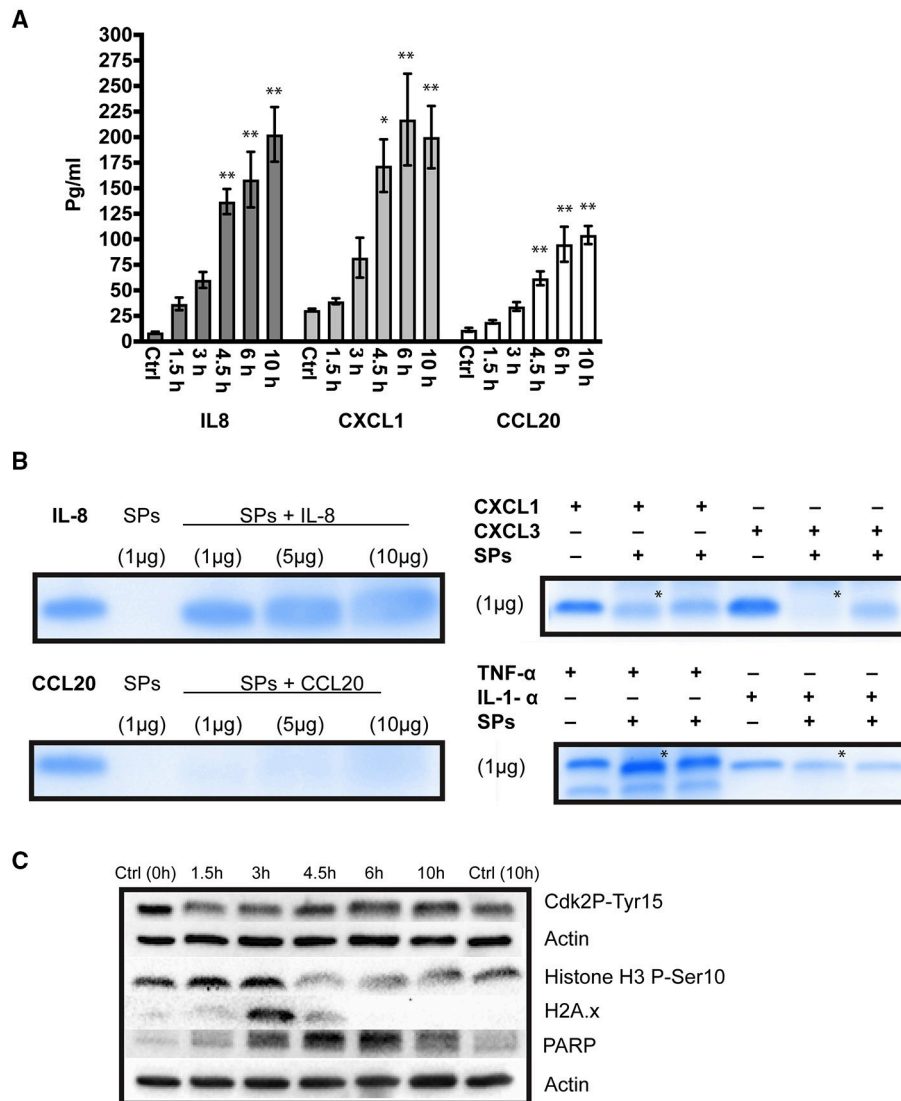 A
300
275
250
225
200
175
150
125
100
75
50
25
0
Pg/ml
** ** ** * ** ** ** ** **
Ctrl 1.5 h 3 h 4.5 h 6 h 10 h Ctrl 1.5 h 3 h 4.5 h 6 h 10 h Ctrl 1.5 h 3 h 4.5 h 6 h 10 h
IL8 CXCL1 CCL20
B
IL-8 SPs SPs + IL-8
(1µg) (1µg) (5µg) (10µg)
CCL20 SPs SPs + CCL20
(1µg) (1µg) (5µg) (10µg)
CXCL1 + + + – – –
CXCL3 – – – + + +
SPs – + + – + +
(1µg) * *
TNF-α + + + – – –
IL-1- α – – – + + +
SPs – + + – + +
(1µg) * *
C
Ctrl (0h) 1.5h 3h 4.5h 6h 10h Ctrl (10h)
Cdk2P-Tyr15
Actin
Histone H3 P-Ser10
H2A.x
PARP
Actin